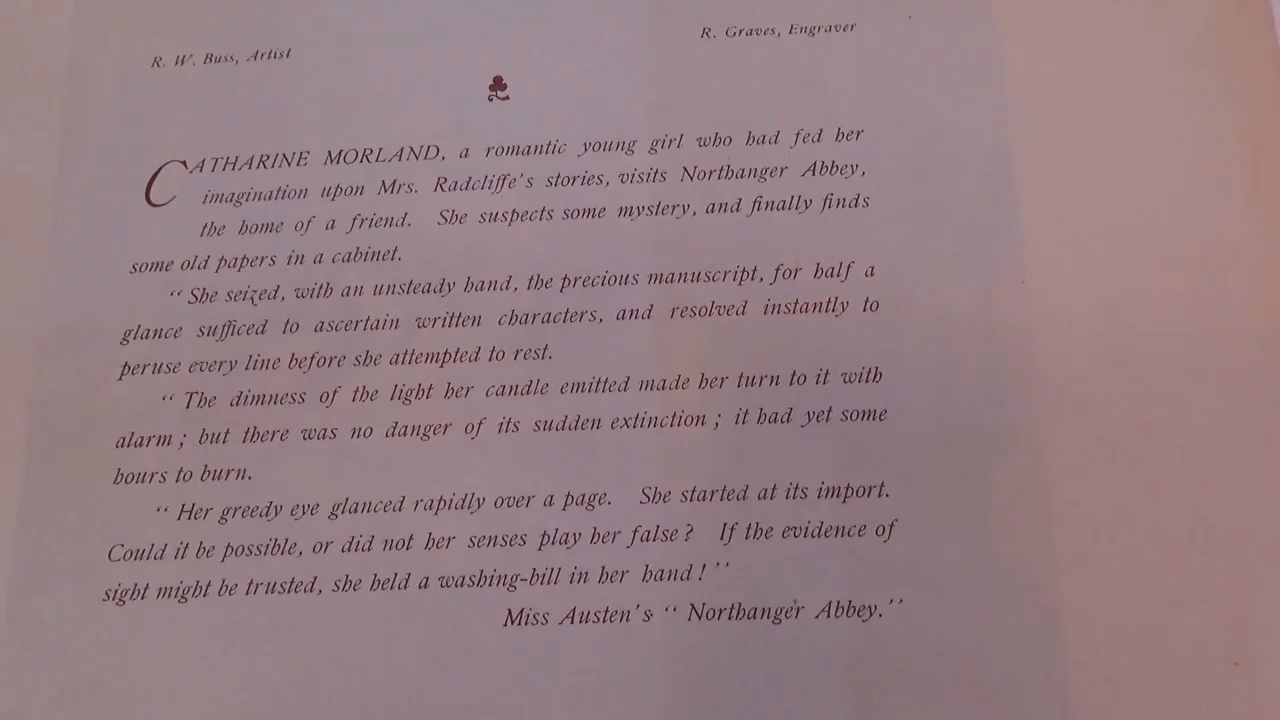 R. W. Buss, Artist
R. Graves, Engraver
CATHARINE MORLAND, a romantic young girl who had fed her
imagination upon Mrs. Radcliffe's stories, visits Northanger Abbey,
the home of a friend. She suspects some mystery, and finally finds
some old papers in a cabinet.
“ She seized, with an unsteady hand, the precious manuscript, for half a
glance sufficed to ascertain written characters, and resolved instantly to
peruse every line before she attempted to rest.
“ The dimness of the light her candle emitted made her turn to it with
alarm ; but there was no danger of its sudden extinction ; it had yet some
hours to burn.
“ Her greedy eye glanced rapidly over a page. She started at its import.
Could it be possible, or did not her senses play her false ? If the evidence of
sight might be trusted, she held a washing-bill in her hand ! ”
Miss Austen's “ Northanger Abbey.”